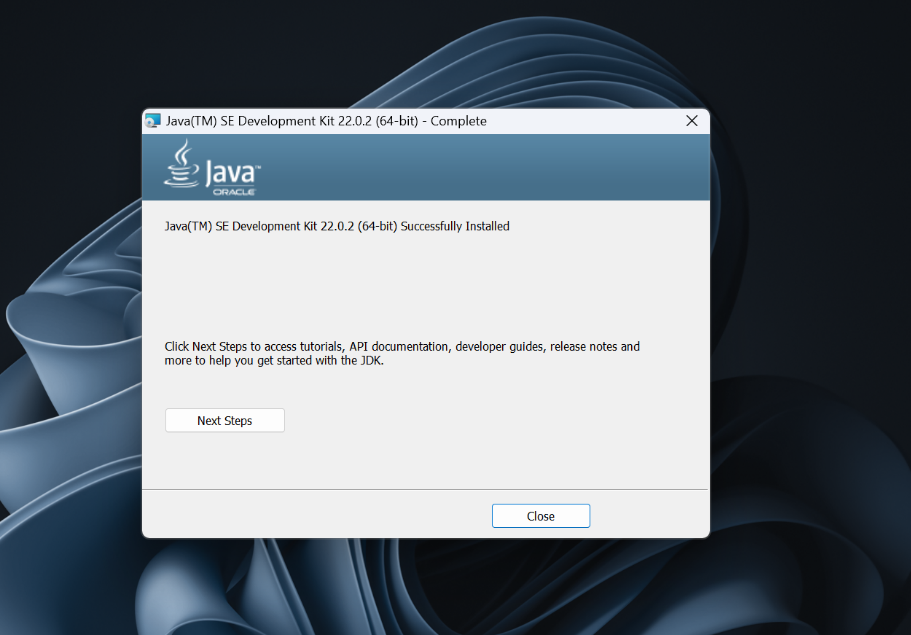 Java(TM) SE Development Kit 22.0.2 (64-bit) - Complete
Java™
ORACLE
Java(TM) SE Development Kit 22.0.2 (64-bit) Successfully Installed
Click Next Steps to access tutorials, API documentation, developer guides, release notes and
more to help you get started with the JDK.
Next Steps
Close